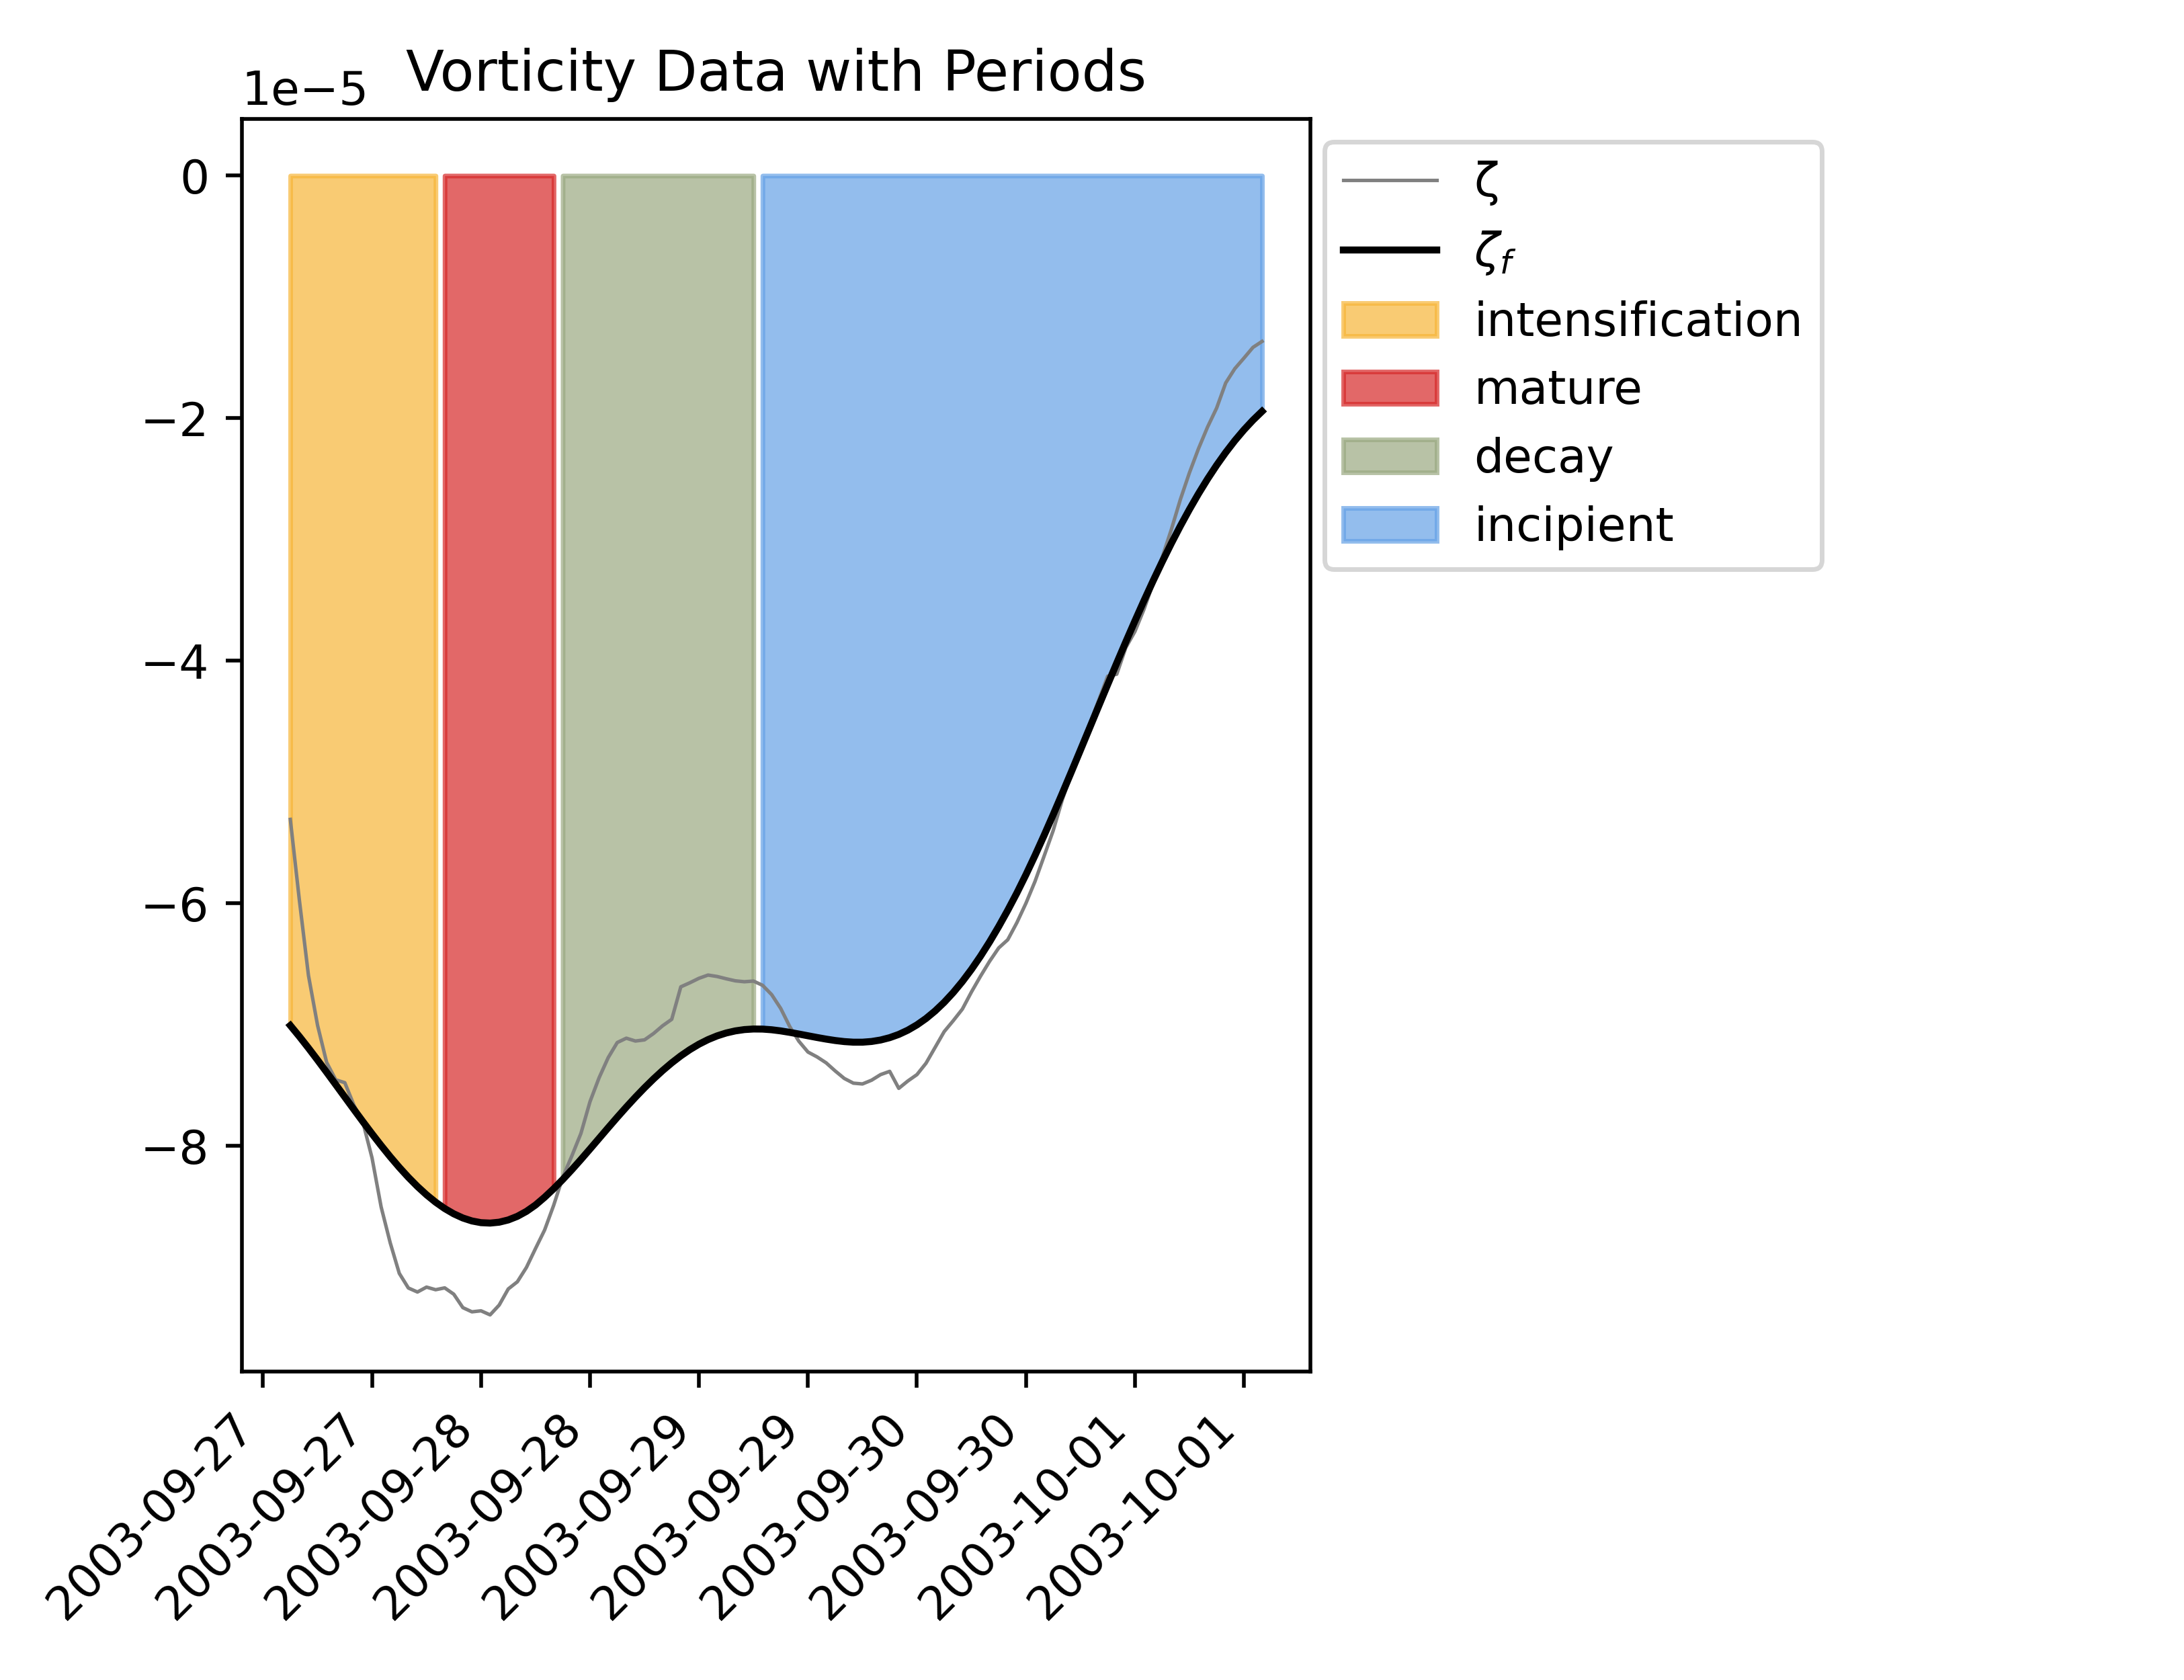 Vorticity Data with Periods
1e−5
0
−2
−4
−6
−8
2003-09-27
2003-09-27
2003-09-28
2003-09-28
2003-09-29
2003-09-29
2003-09-30
2003-09-30
2003-10-01
2003-10-01
ζ
ζf
intensification
mature
decay
incipient